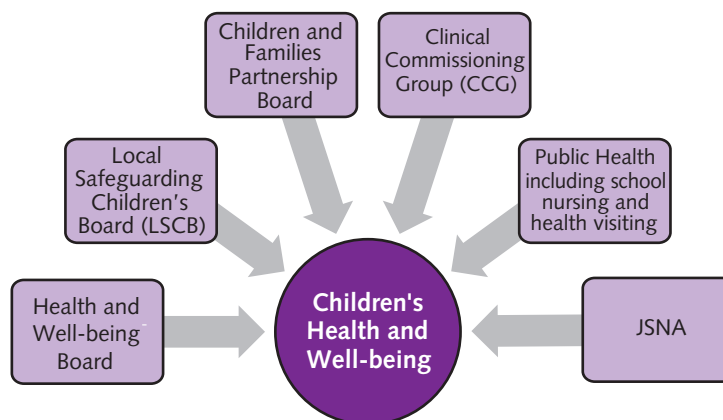 Children and
Families
Partnership
Board
Clinical
Commissioning
Group (CCG)
Local
Safeguarding
Children's
Board (LSCB)
Public Health
including school
nursing and
health visiting
Health and
Well-being
Board
Children's
Health and
Well-being
JSNA